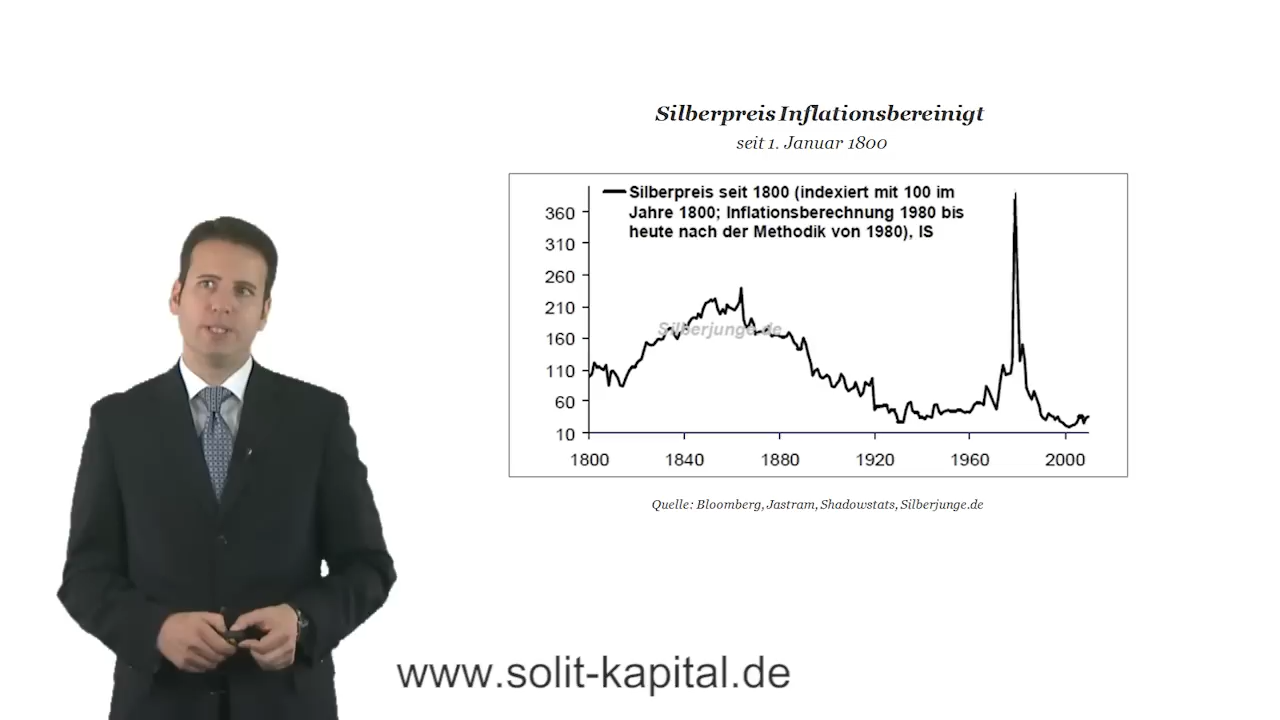 Silberpreis Inflationsbereinigt
seit 1. Januar 1800
Silberpreis seit 1800 (indexiert mit 100 im
Jahre 1800; Inflationsberechnung 1980 bis
heute nach der Methodik von 1980), IS
360
310
260
210
160
110
60
10
Silberjunge.de
1800 1840 1880 1920 1960 2000
Quelle: Bloomberg, Jastram, Shadowstats, Silberjunge.de
www.solit-kapital.de